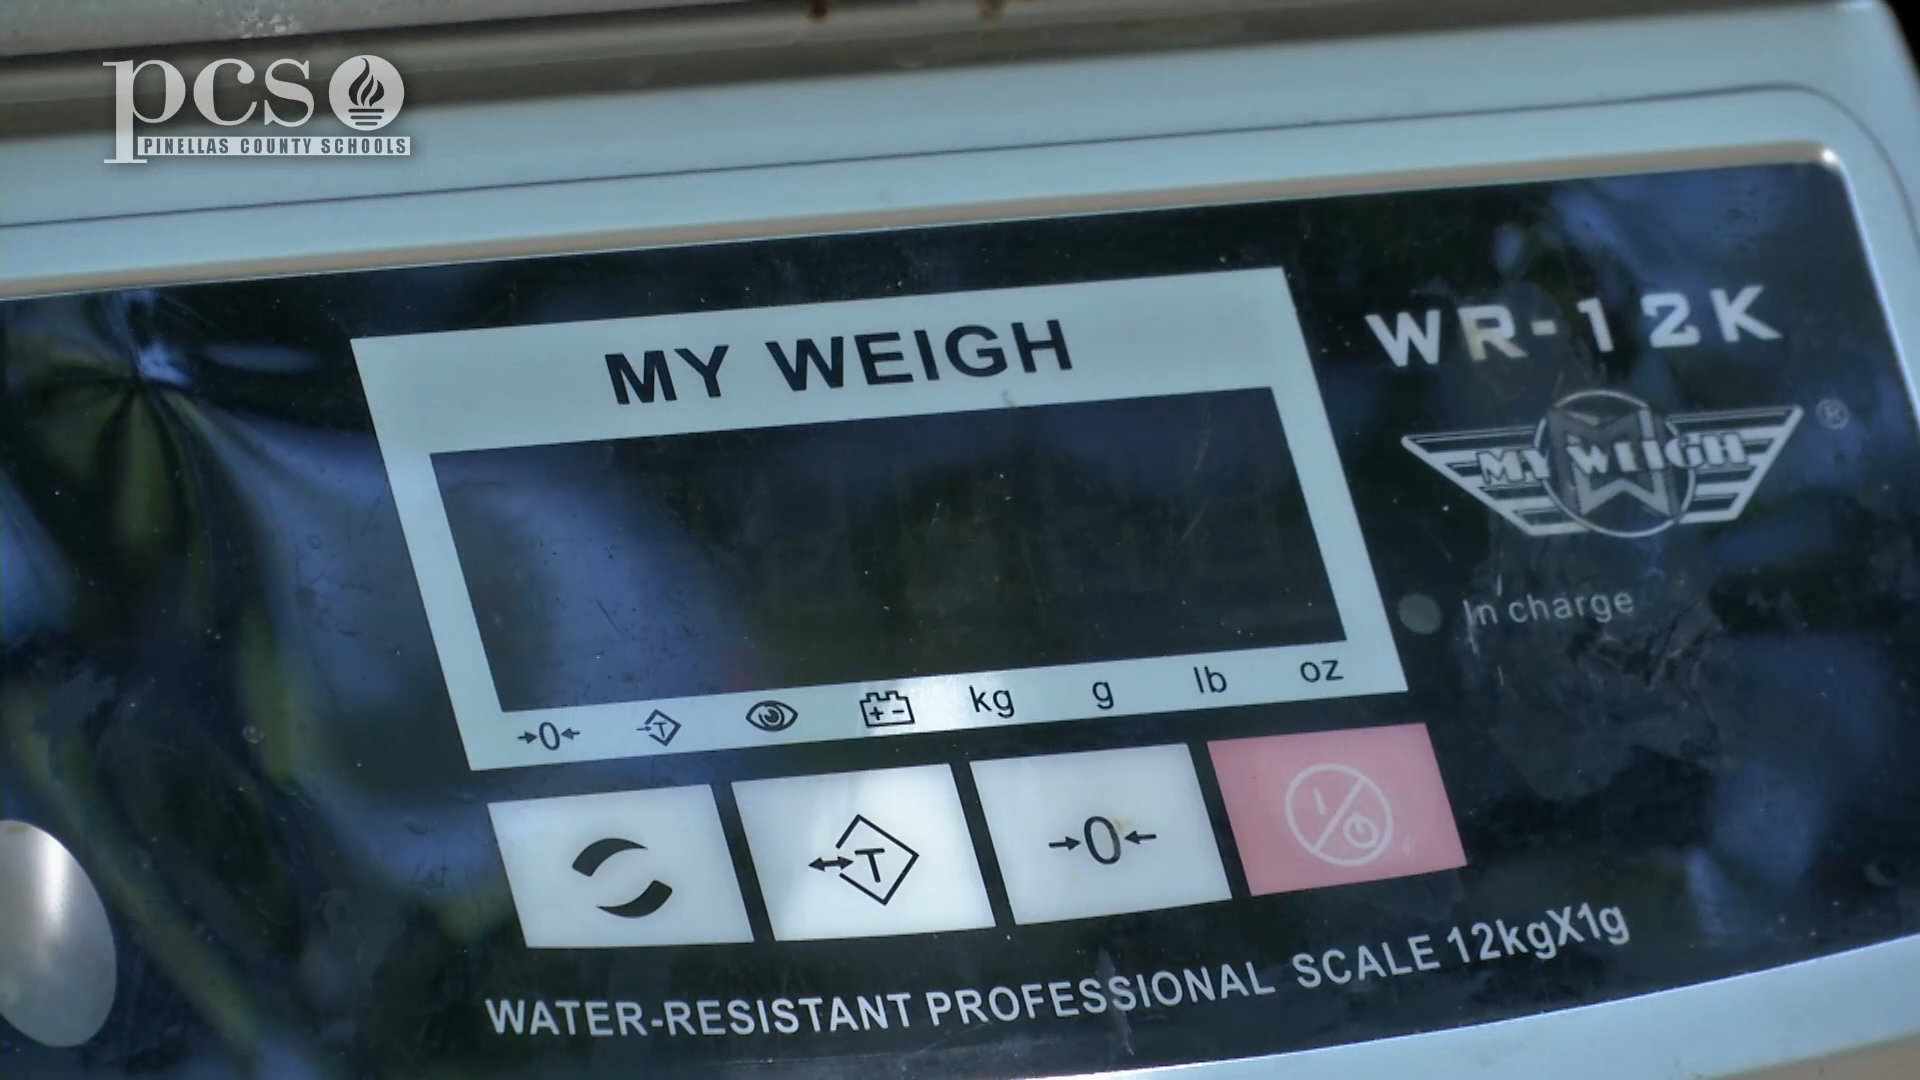 pcs
PINELLAS COUNTY SCHOOLS
MY WEIGH
WR-12K
MY WEIGH ®
In charge
→0← T kg g lb oz
T →0←
WATER-RESISTANT PROFESSIONAL SCALE 12kgX1g